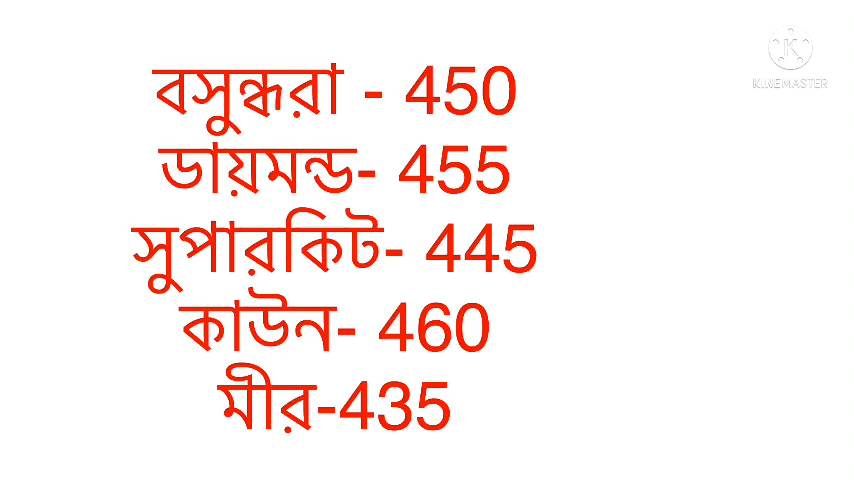 বসুন্ধরা - 450
ডায়মন্ড- 455
সুপারকিট- 445
কাউন- 460
মীর-435
K
KINEMASTER